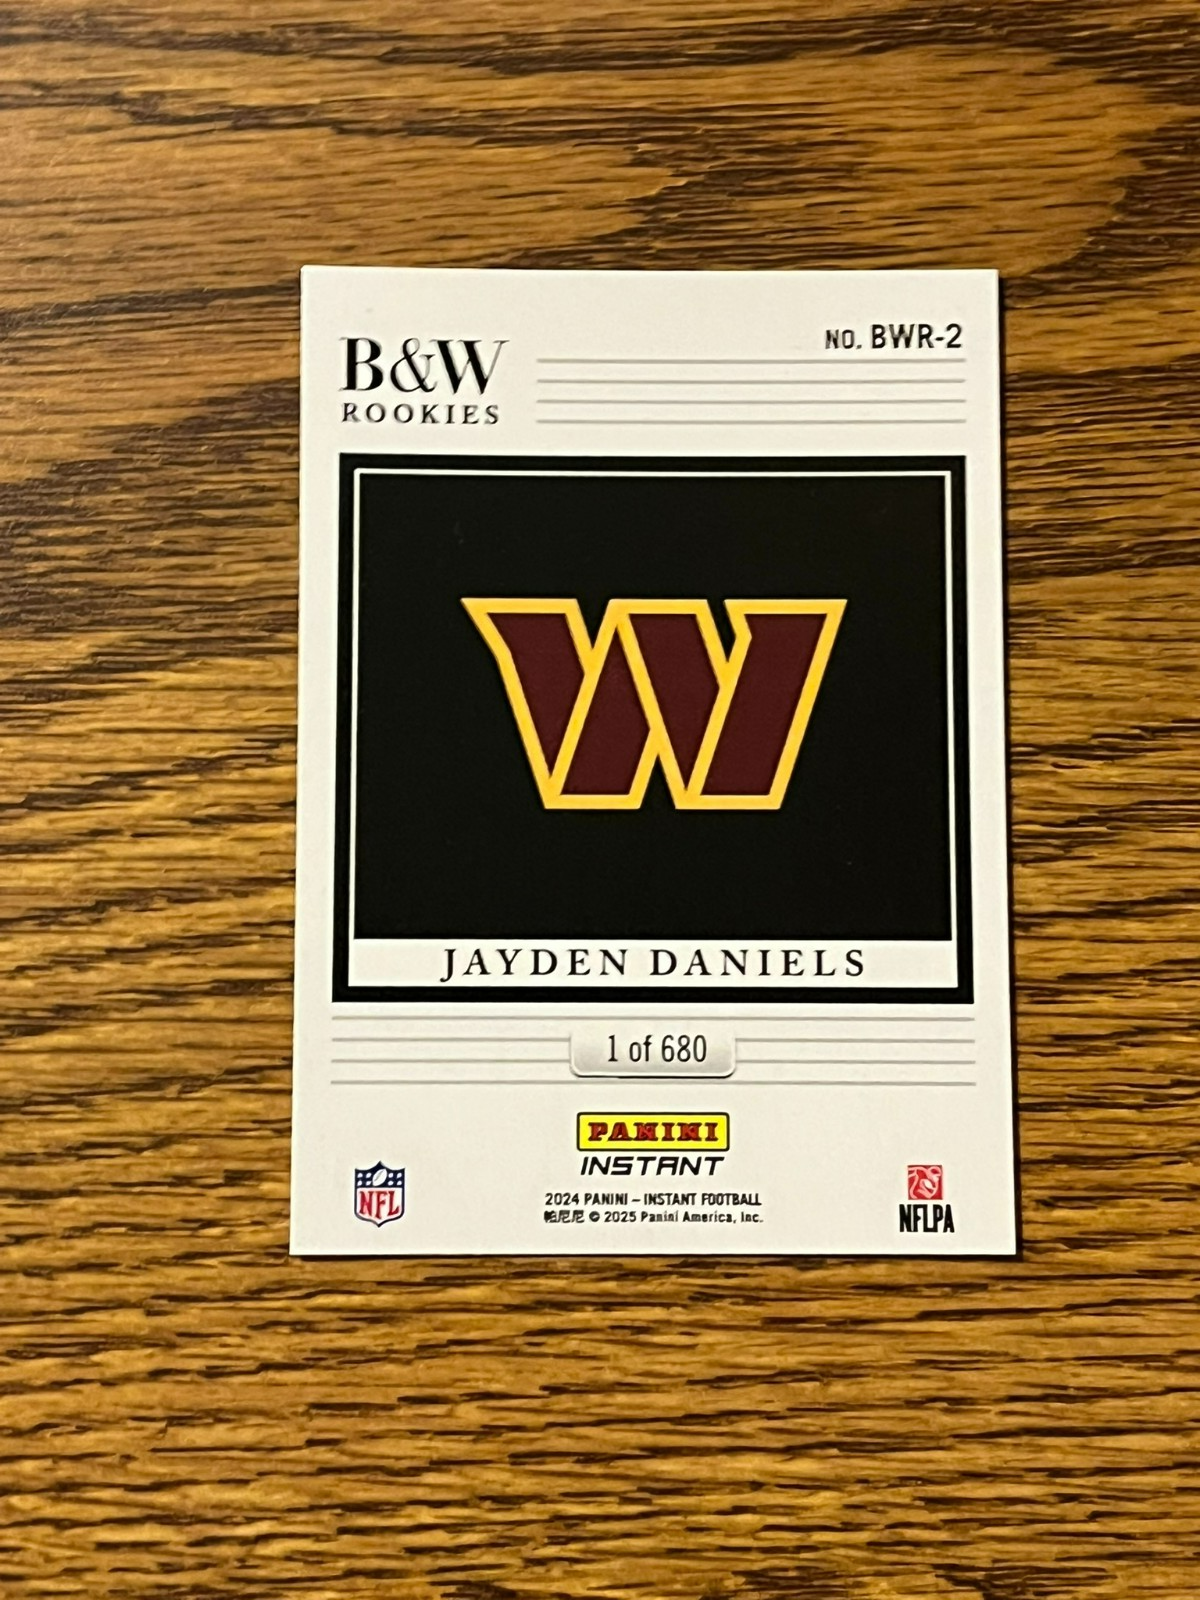 NO. BWR-2
B&W
ROOKIES
W
JAYDEN DANIELS
1 of 680
PANINI
INSTANT
NFL
2024 PANINI – INSTANT FOOTBALL
帕尼尼 © 2025 Panini America, Inc.
NFLPA